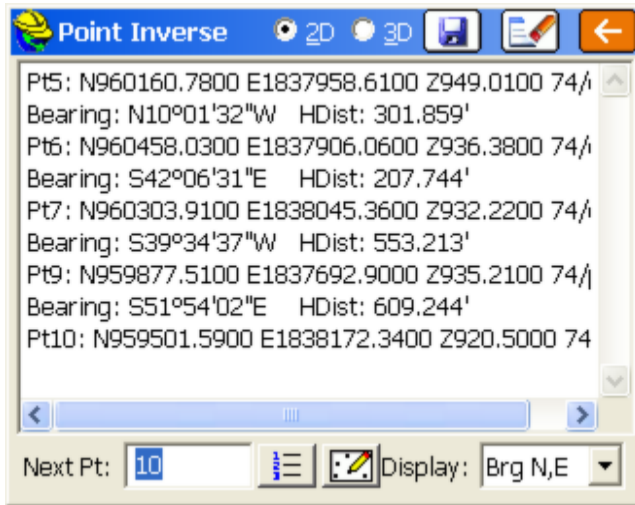 Point Inverse 2D 3D
Pt5: N960160.7800 E1837958.6100 Z949.0100 74/
Bearing: N10°01'32"W HDist: 301.859'
Pt6: N960458.0300 E1837906.0600 Z936.3800 74/
Bearing: S42°06'31"E HDist: 207.744'
Pt7: N960303.9100 E1838045.3600 Z932.2200 74/
Bearing: S39°34'37"W HDist: 553.213'
Pt9: N959877.5100 E1837692.9000 Z935.2100 74/
Bearing: S51°54'02"E HDist: 609.244'
Pt10: N959501.5900 E1838172.3400 Z920.5000 74
Next Pt: 10 Display: Brg N,E